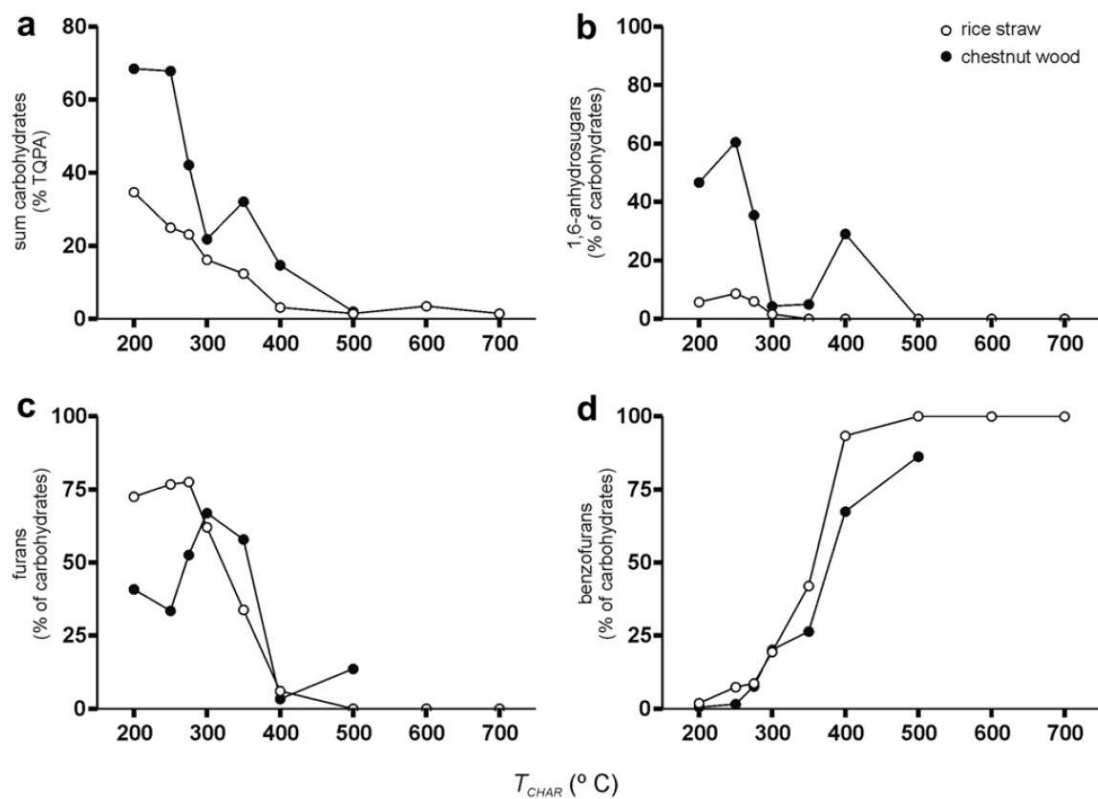 a
80
60
40
20
0
sum carbohydrates
(% TQPA)
200 300 400 500 600 700
b
rice straw
chestnut wood
100
80
60
40
20
0
1,6-anhydrosugars
(% of carbohydrates)
200 300 400 500 600 700
c
100
75
50
25
0
furans
(% of carbohydrates)
200 300 400 500 600 700
d
100
75
50
25
0
benzofurans
(% of carbohydrates)
200 300 400 500 600 700
T_CHAR (º C)